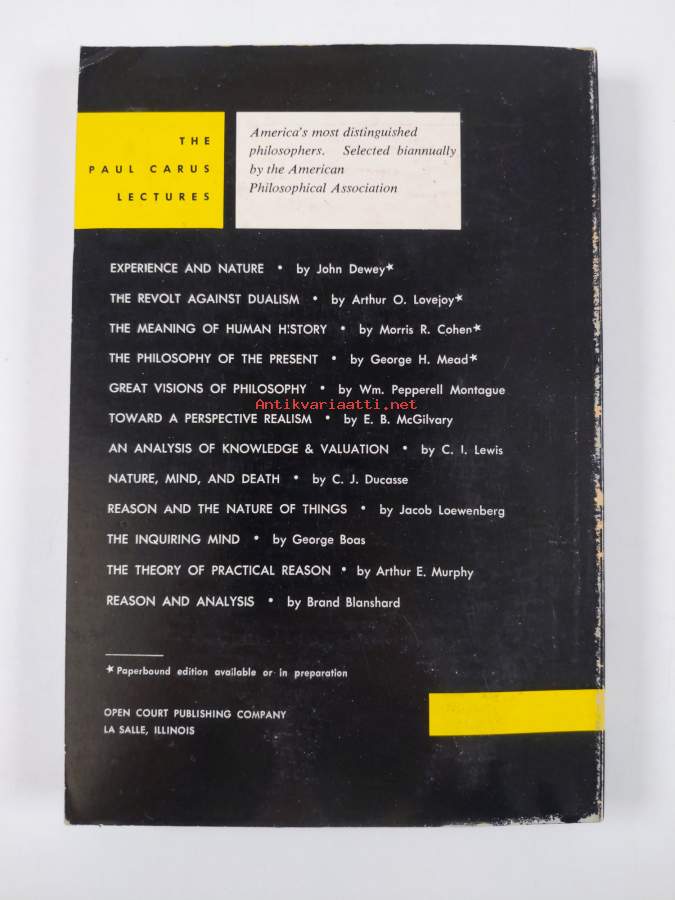 THE
PAUL CARUS
LECTURES
America's most distinguished
philosophers. Selected biannually
by the American
Philosophical Association
EXPERIENCE AND NATURE • by John Dewey★
THE REVOLT AGAINST DUALISM • by Arthur O. Lovejoy★
THE MEANING OF HUMAN HISTORY • by Morris R. Cohen★
THE PHILOSOPHY OF THE PRESENT • by George H. Mead★
GREAT VISIONS OF PHILOSOPHY • by Wm. Pepperell Montague
Antikvariaatti.net
TOWARD A PERSPECTIVE REALISM • by E. B. McGilvary
AN ANALYSIS OF KNOWLEDGE & VALUATION • by C. I. Lewis
NATURE, MIND, AND DEATH • by C. J. Ducasse
REASON AND THE NATURE OF THINGS • by Jacob Loewenberg
THE INQUIRING MIND • by George Boas
THE THEORY OF PRACTICAL REASON • by Arthur E. Murphy
REASON AND ANALYSIS • by Brand Blanshard
★Paperbound edition available or in preparation
OPEN COURT PUBLISHING COMPANY
LA SALLE, ILLINOIS